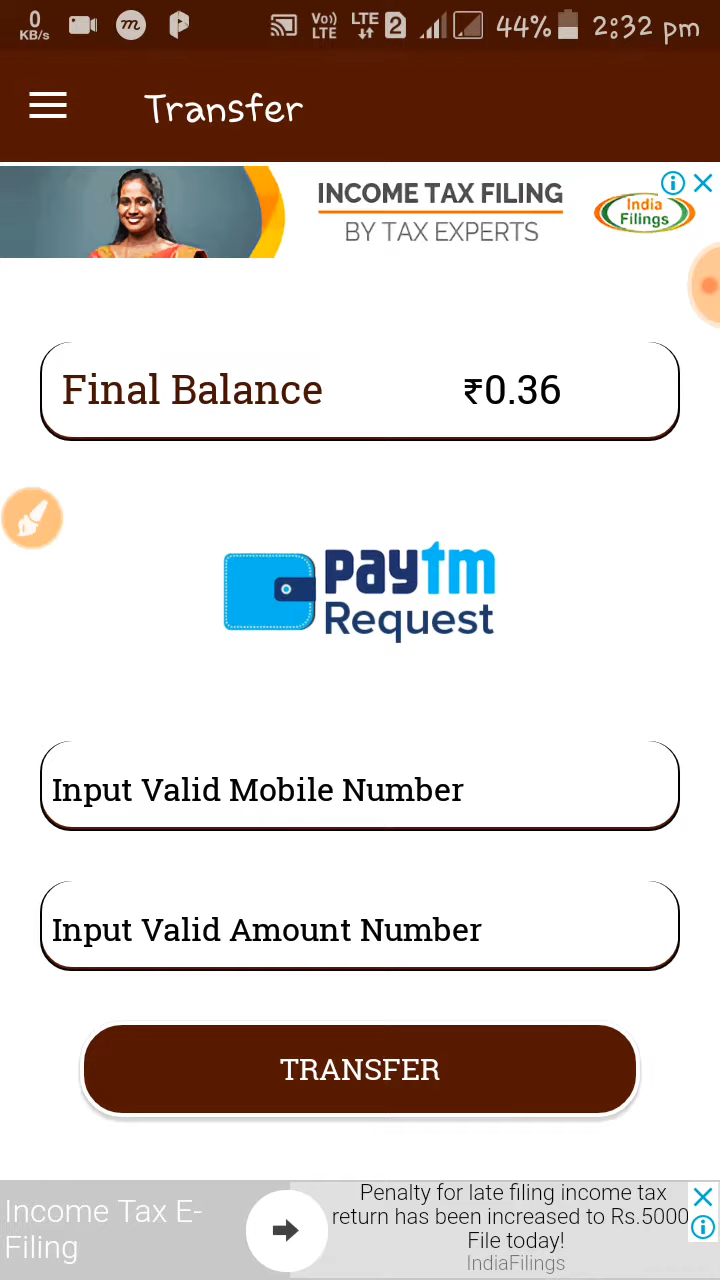 0
KB/s
m
Vo))
LTE
LTE
2
44%
2:32 pm
Transfer
INCOME TAX FILING
BY TAX EXPERTS
India
Filings
Final Balance ₹0.36
paytm
Request
Input Valid Mobile Number
Input Valid Amount Number
TRANSFER
Income Tax E-
Filing
Penalty for late filing income tax
return has been increased to Rs.5000
File today!
IndiaFilings